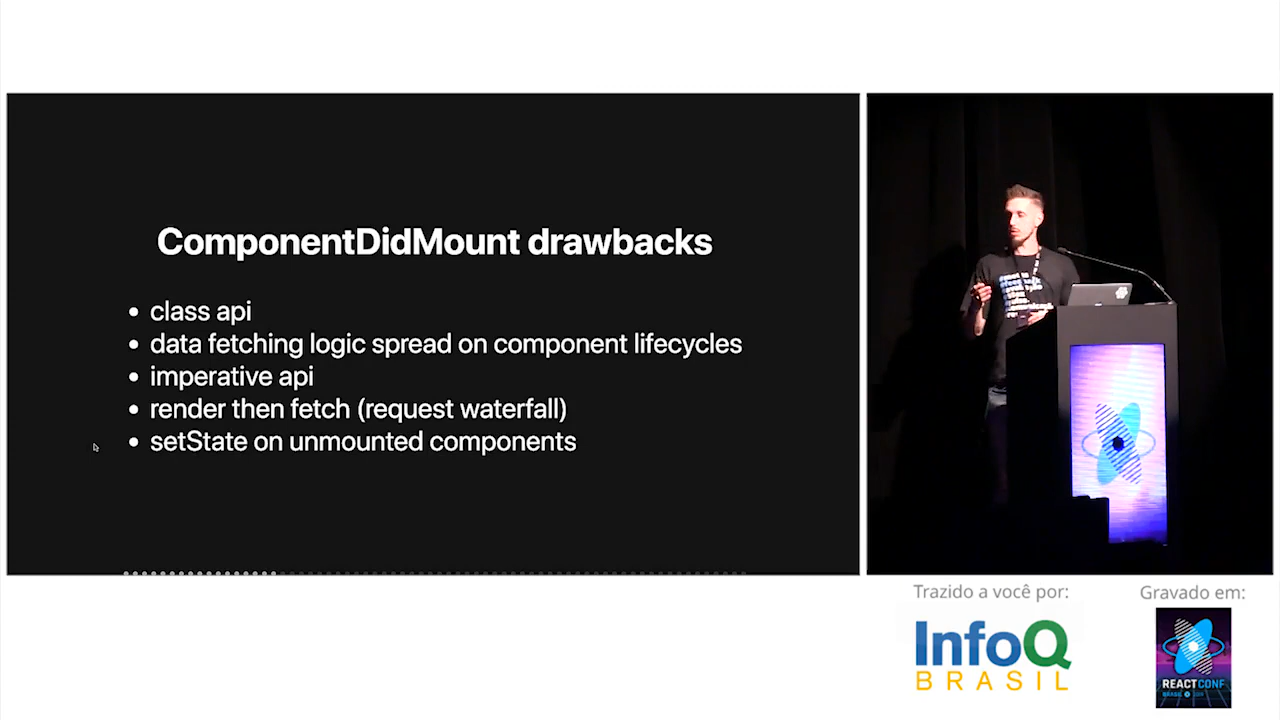 ComponentDidMount drawbacks
• class api
• data fetching logic spread on component lifecycles
• imperative api
• render then fetch (request waterfall)
• setState on unmounted components
Trazido a você por:
InfoQ
BRASIL
Gravado em:
REACTCONF
BRASIL